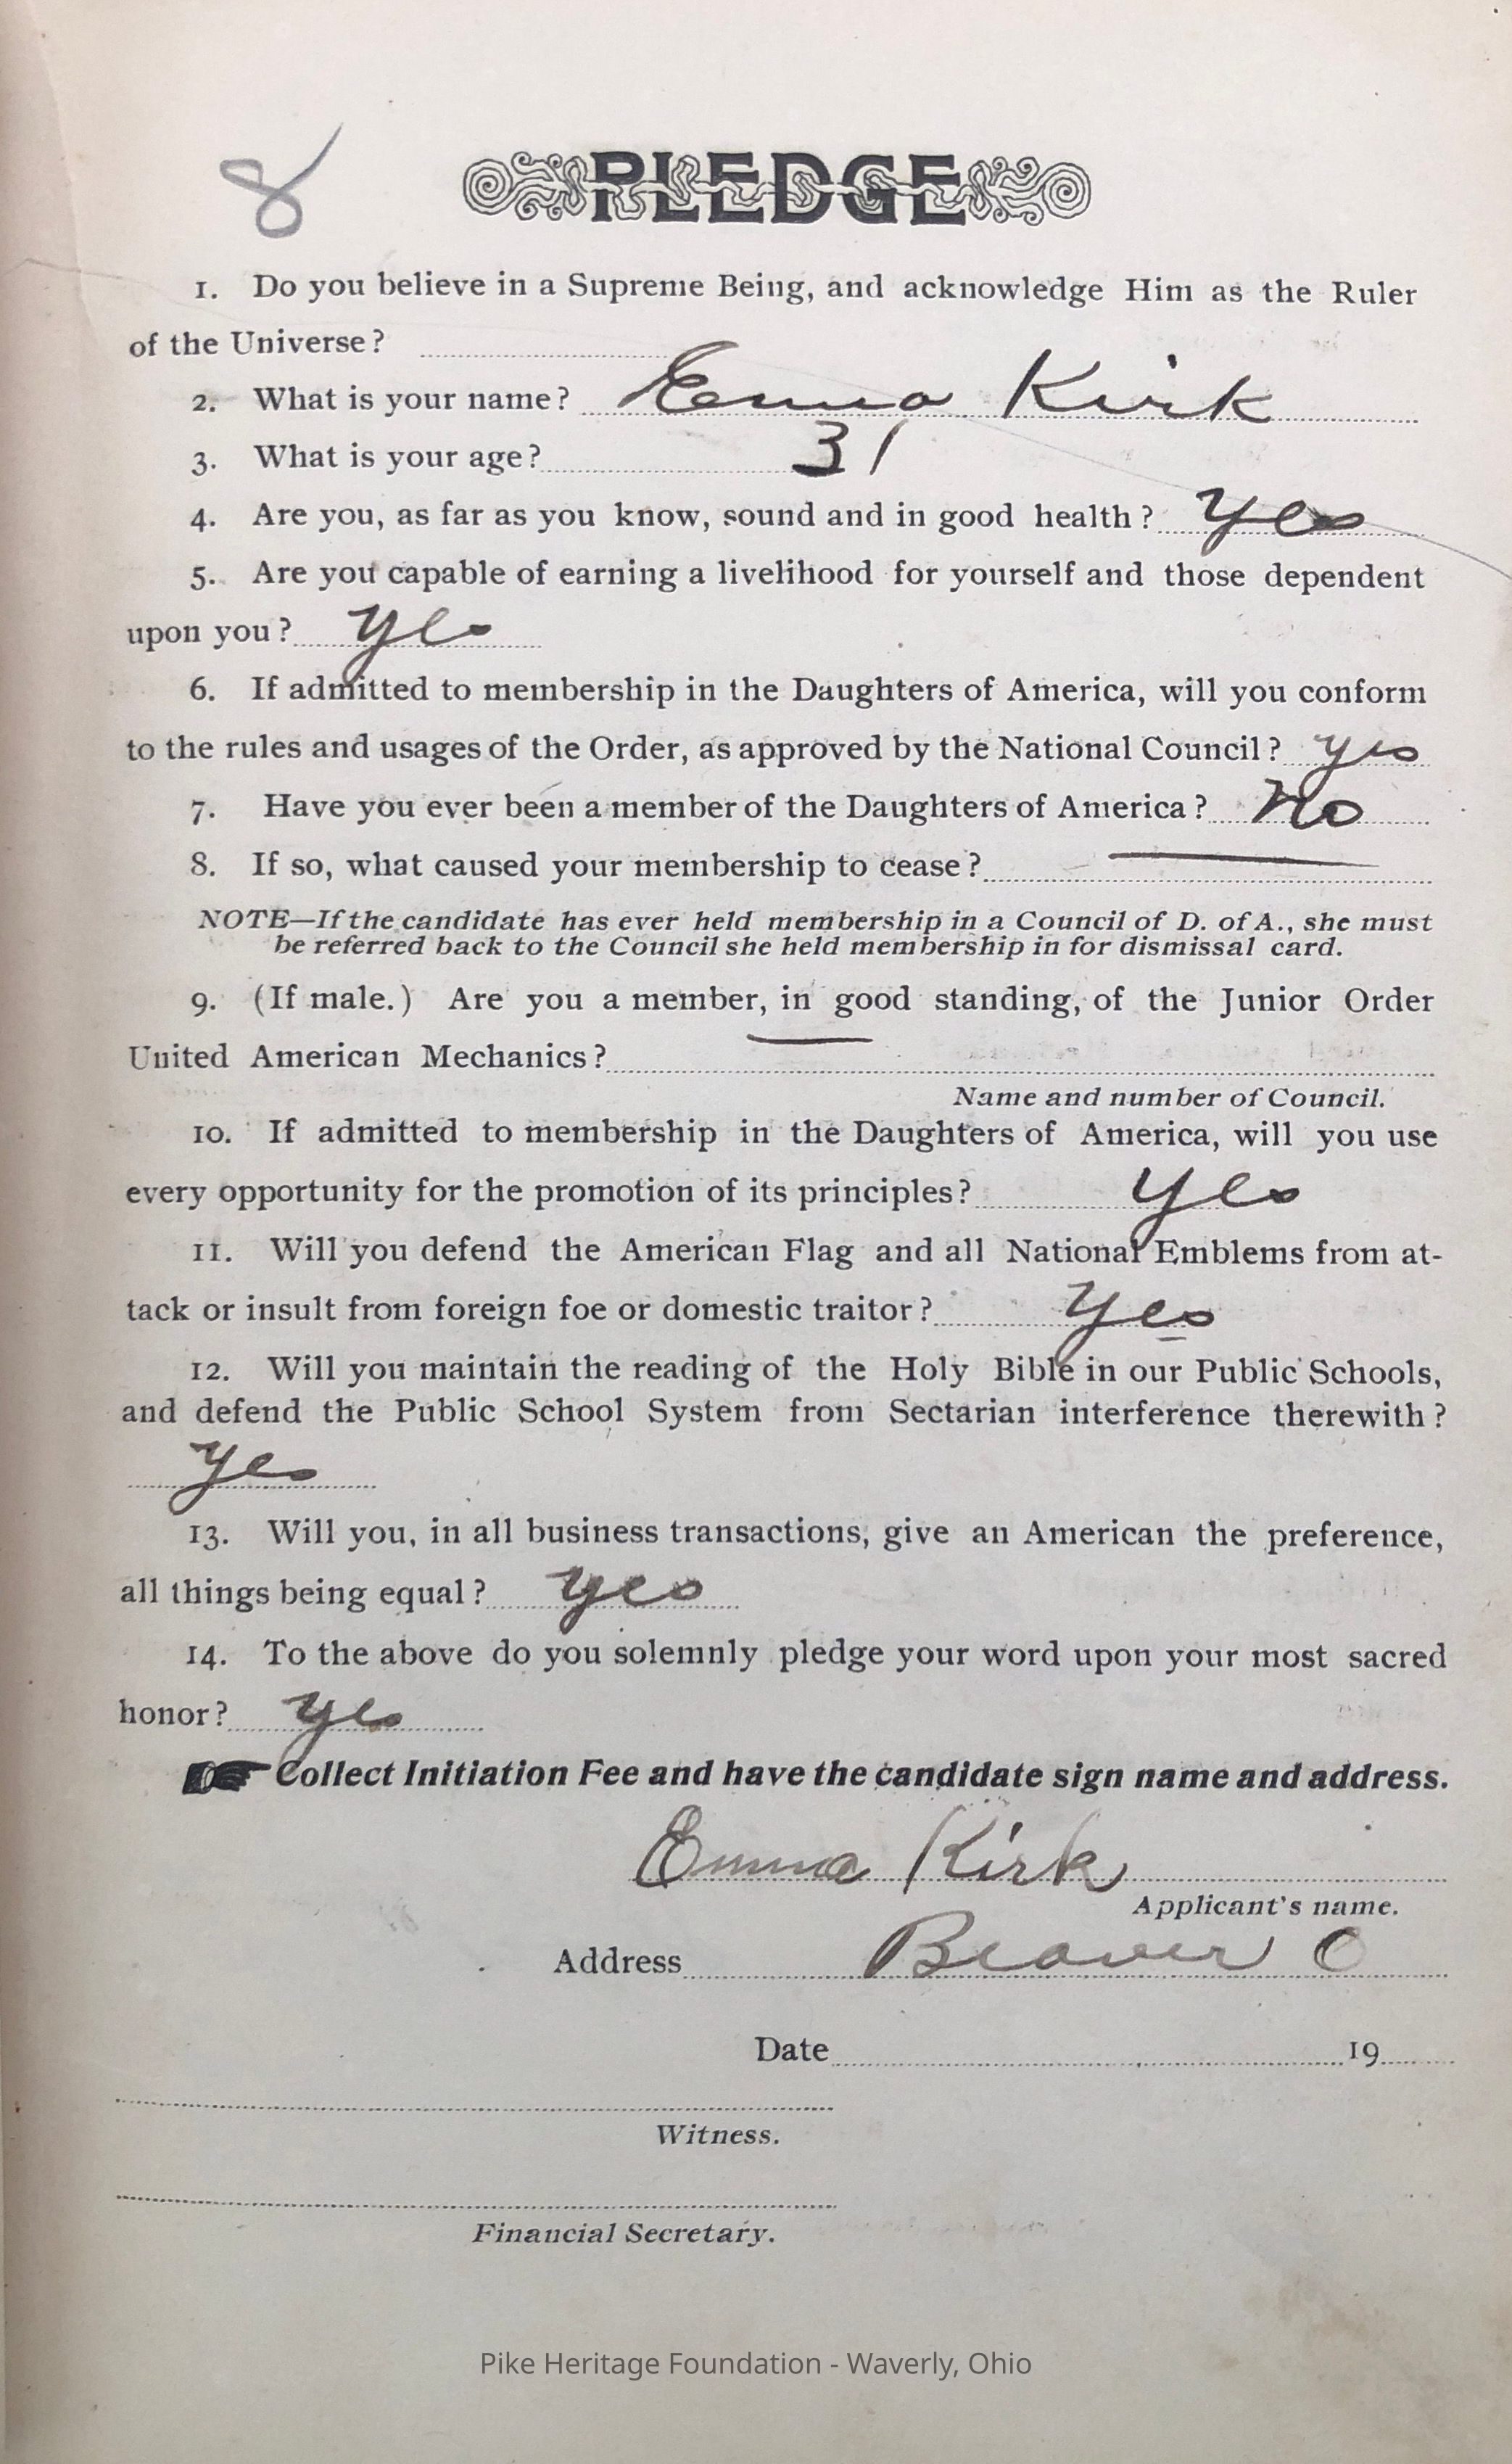 8
PLEDGE
1. Do you believe in a Supreme Being, and acknowledge Him as the Ruler
of the Universe?
2. What is your name? Emma Kirk
3. What is your age? 31
4. Are you, as far as you know, sound and in good health? Yes
5. Are you capable of earning a livelihood for yourself and those dependent
upon you? yes
6. If admitted to membership in the Daughters of America, will you conform
to the rules and usages of the Order, as approved by the National Council? yes
7. Have you ever been a member of the Daughters of America? No
8. If so, what caused your membership to cease?
NOTE—If the candidate has ever held membership in a Council of D. of A., she must
be referred back to the Council she held membership in for dismissal card.
9. (If male.) Are you a member, in good standing, of the Junior Order
United American Mechanics?
Name and number of Council.
10. If admitted to membership in the Daughters of America, will you use
every opportunity for the promotion of its principles? yes
11. Will you defend the American Flag and all National Emblems from at-
tack or insult from foreign foe or domestic traitor? Yes
12. Will you maintain the reading of the Holy Bible in our Public Schools,
and defend the Public School System from Sectarian interference therewith?
Yes
13. Will you, in all business transactions, give an American the preference,
all things being equal? yes
14. To the above do you solemnly pledge your word upon your most sacred
honor? yes
Collect Initiation Fee and have the candidate sign name and address.
Emma Kirk
Applicant's name.
Address Beaver O
Date 19
Witness.
Financial Secretary.
Pike Heritage Foundation - Waverly, Ohio